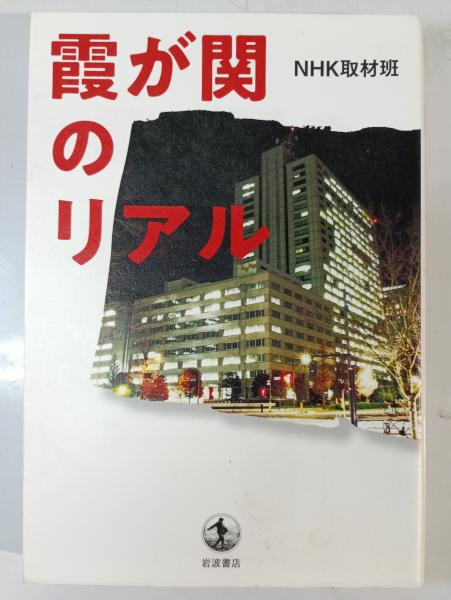 霞が関
の
リアル
NHK取材班
岩波書店